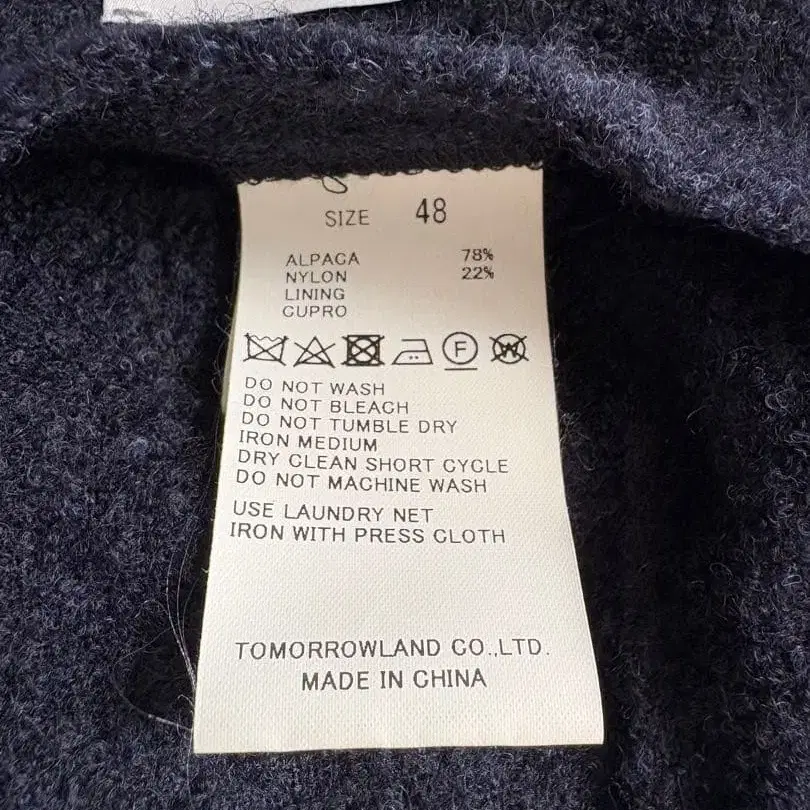 SIZE 48
ALPACA 78%
NYLON 22%
LINING
CUPRO
F W
DO NOT WASH
DO NOT BLEACH
DO NOT TUMBLE DRY
IRON MEDIUM
DRY CLEAN SHORT CYCLE
DO NOT MACHINE WASH
USE LAUNDRY NET
IRON WITH PRESS CLOTH
TOMORROWLAND CO.,LTD.
MADE IN CHINA